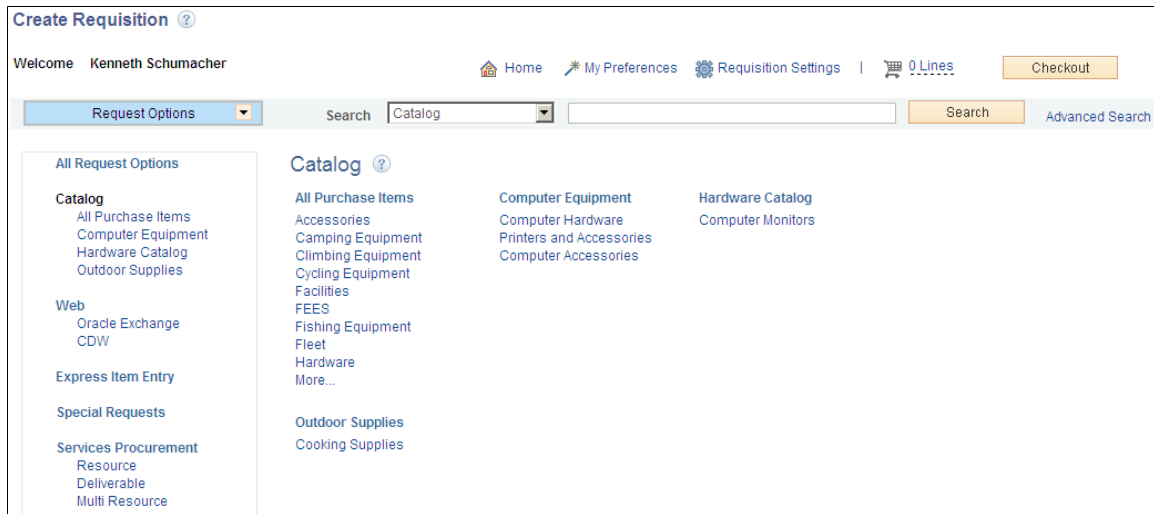 Create Requisition ?
Welcome Kenneth Schumacher
Home My Preferences Requisition Settings | 0 Lines Checkout
Request Options Search Catalog Search Advanced Search
All Request Options
Catalog
All Purchase Items
Computer Equipment
Hardware Catalog
Outdoor Supplies
Web
Oracle Exchange
CDW
Express Item Entry
Special Requests
Services Procurement
Resource
Deliverable
Multi Resource
Catalog ?
All Purchase Items
Accessories
Camping Equipment
Climbing Equipment
Cycling Equipment
Facilities
FEES
Fishing Equipment
Fleet
Hardware
More...
Computer Equipment
Computer Hardware
Printers and Accessories
Computer Accessories
Hardware Catalog
Computer Monitors
Outdoor Supplies
Cooking Supplies